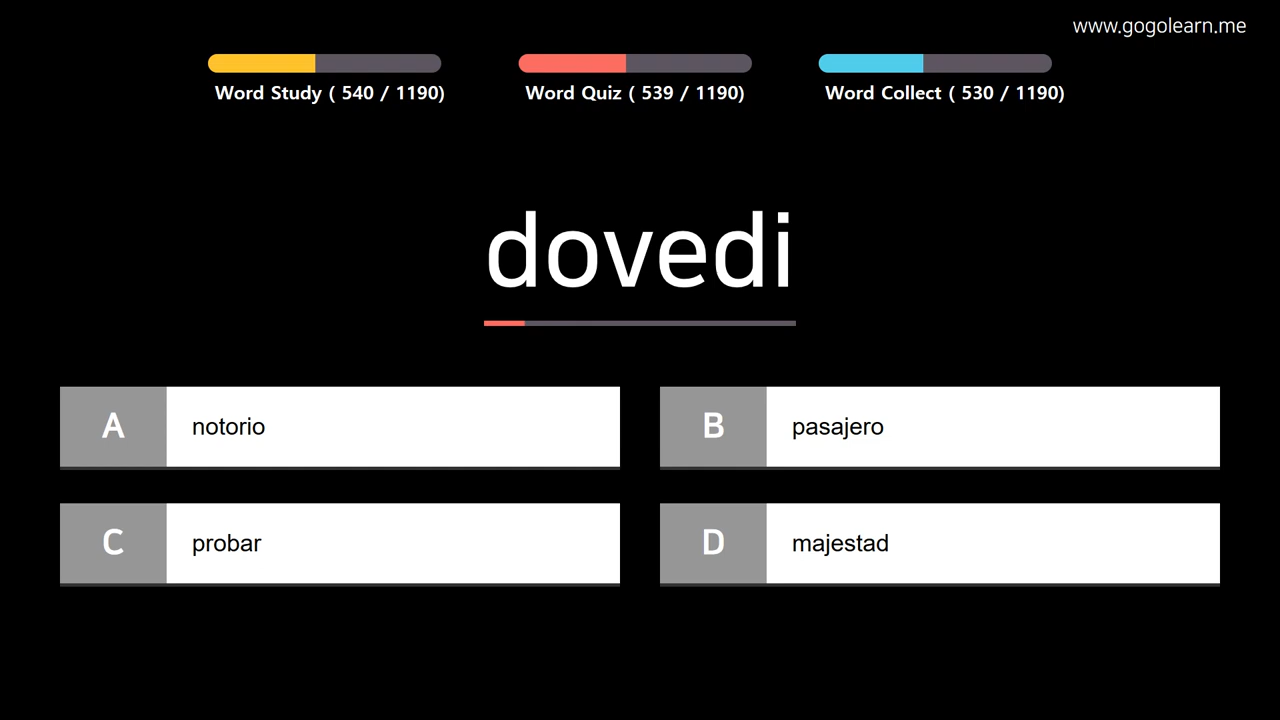 www.gogolearn.me
Word Study ( 540 / 1190)
Word Quiz ( 539 / 1190)
Word Collect ( 530 / 1190)
dovedi
A notorio
B pasajero
C probar
D majestad